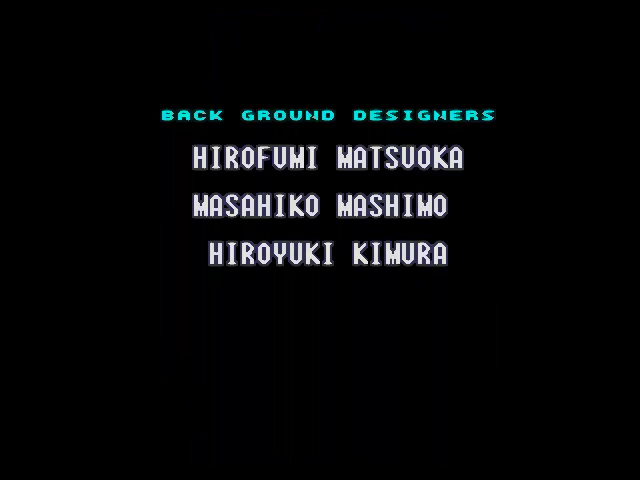 BACK GROUND DESIGNERS
HIROFUMI MATSUOKA
MASAHIKO MASHIMO
HIROYUKI KIMURA